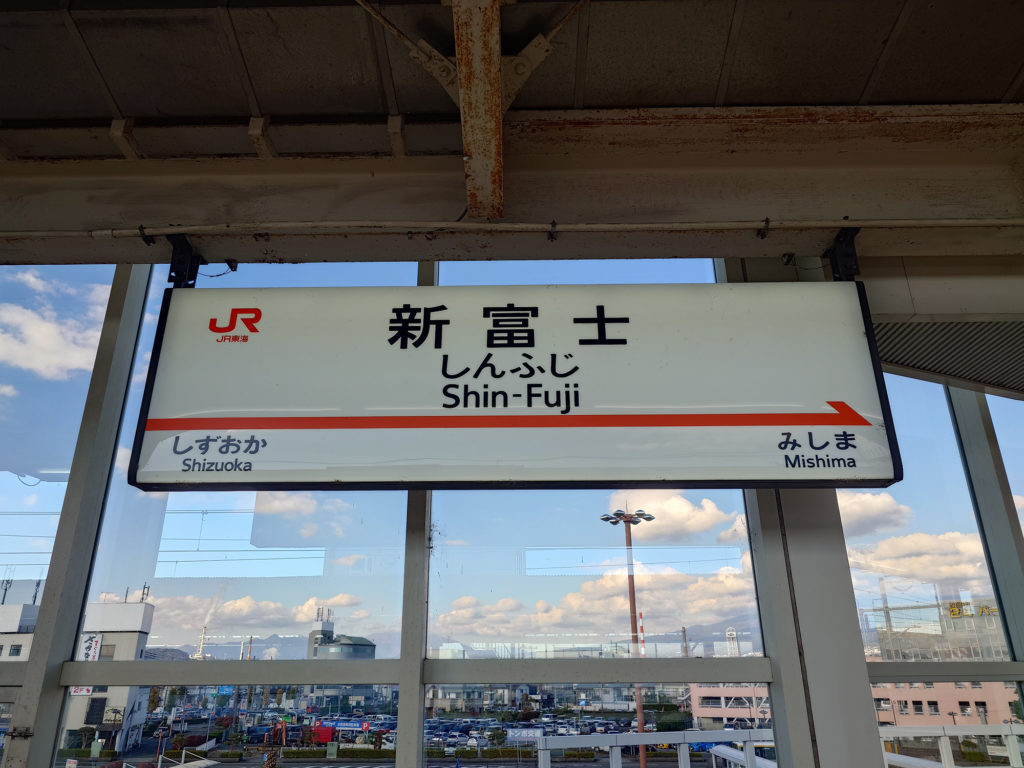 JR
JR東海
新富士
しんふじ
Shin-Fuji
しずおか
Shizuoka
みしま
Mishima